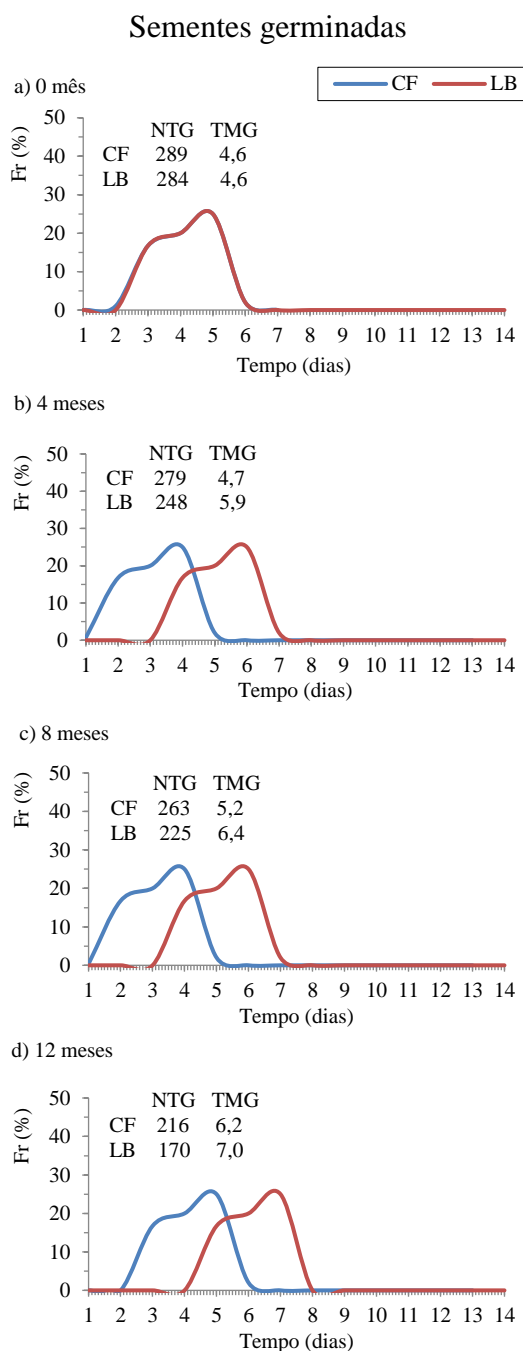 Sementes germinadas
CF LB
a) 0 mês
Fr (%)
50
40
30
20
10
0
NTG TMG
CF 289 4,6
LB 284 4,6
1 2 3 4 5 6 7 8 9 10 11 12 13 14
Tempo (dias)
b) 4 meses
Fr (%)
50
40
30
20
10
0
NTG TMG
CF 279 4,7
LB 248 5,9
1 2 3 4 5 6 7 8 9 10 11 12 13 14
Tempo (dias)
c) 8 meses
Fr (%)
50
40
30
20
10
0
NTG TMG
CF 263 5,2
LB 225 6,4
1 2 3 4 5 6 7 8 9 10 11 12 13 14
Tempo (dias)
d) 12 meses
Fr (%)
50
40
30
20
10
0
NTG TMG
CF 216 6,2
LB 170 7,0
1 2 3 4 5 6 7 8 9 10 11 12 13 14
Tempo (dias)